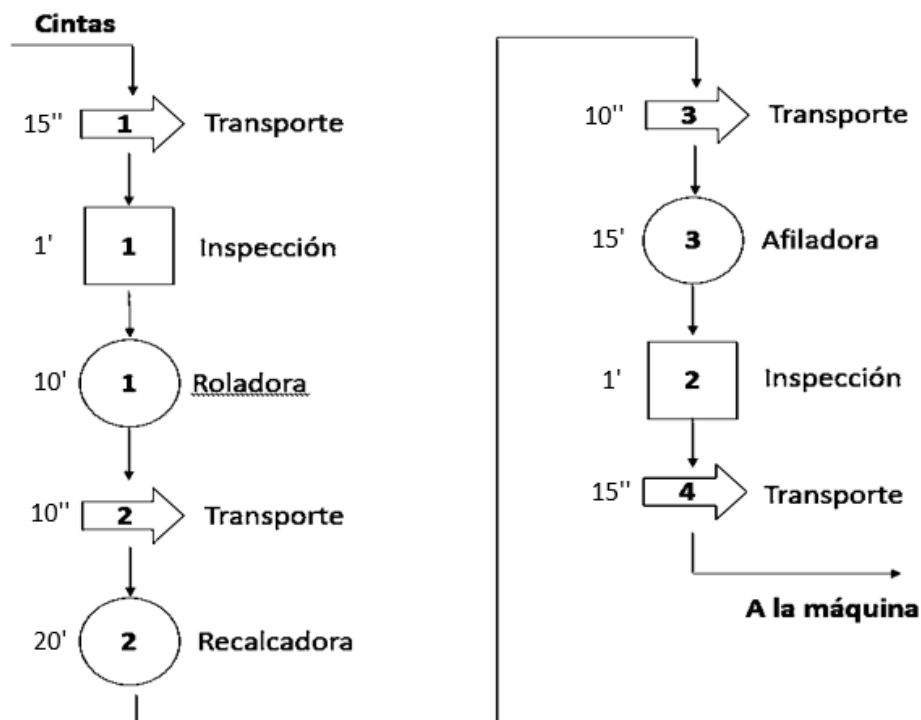 Cintas
15'' 1 Transporte
1' 1 Inspección
10' 1 Roladora
10'' 2 Transporte
20' 2 Recalcadora
10'' 3 Transporte
15' 3 Afiladora
1' 2 Inspección
15'' 4 Transporte
A la máquina